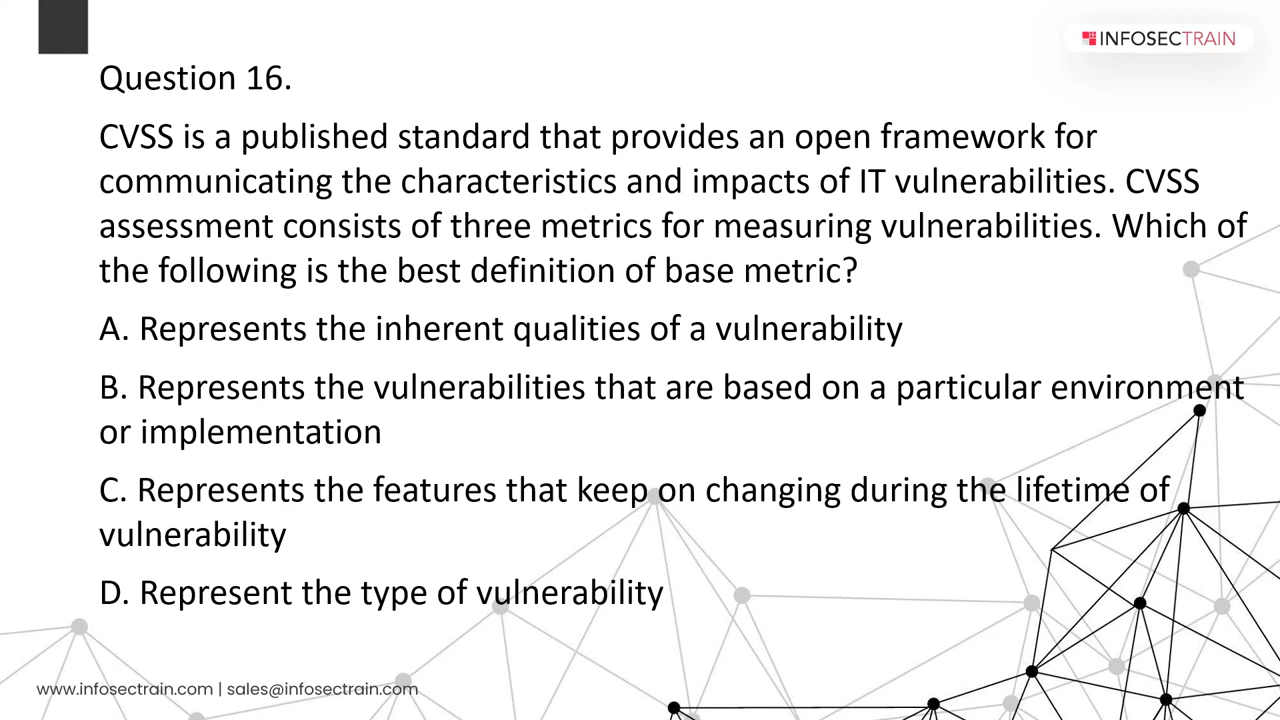 INFOSECTRAIN
Question 16.
CVSS is a published standard that provides an open framework for
communicating the characteristics and impacts of IT vulnerabilities. CVSS
assessment consists of three metrics for measuring vulnerabilities. Which of
the following is the best definition of base metric?
A. Represents the inherent qualities of a vulnerability
B. Represents the vulnerabilities that are based on a particular environment
or implementation
C. Represents the features that keep on changing during the lifetime of
vulnerability
D. Represent the type of vulnerability
www.infosectrain.com | sales@infosectrain.com